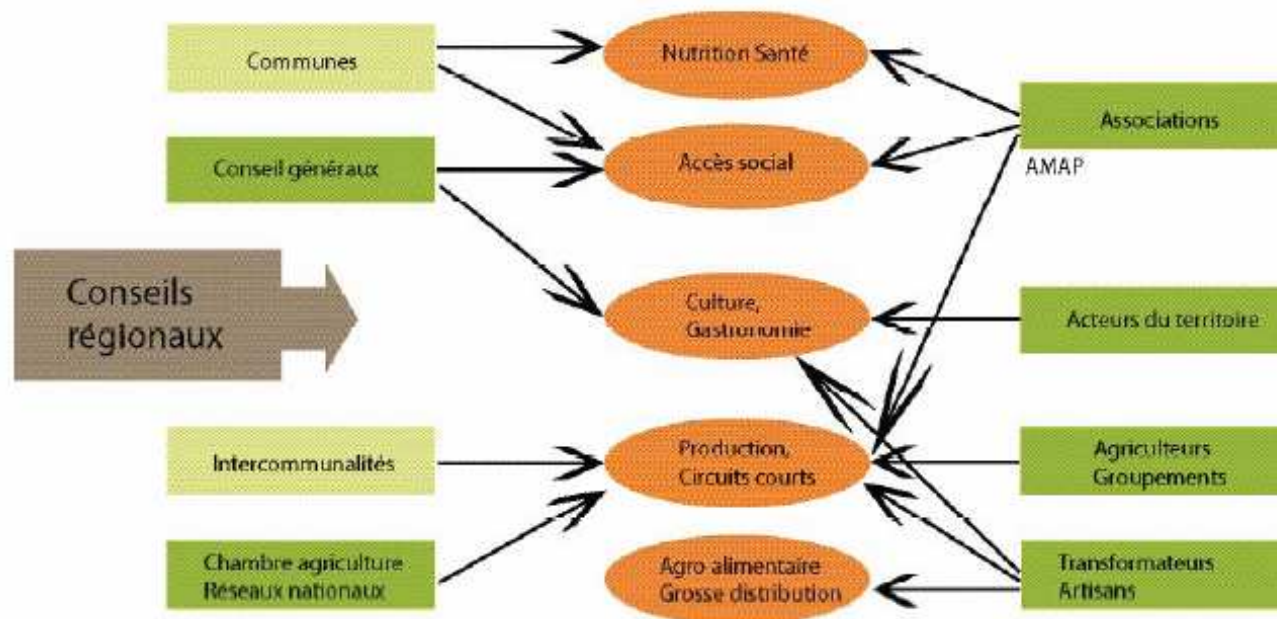 Communes
Nutrition Santé
Associations
AMAP
Conseil généraux
Accès social
Conseils
régionaux
Culture,
Gastronomie
Acteurs du territoire
Intercommunalités
Production,
Circuits courts
Agriculteurs
Groupements
Chambre agriculture
Réseaux nationaux
Agro alimentaire
Grosse distribution
Transformateurs
Artisans